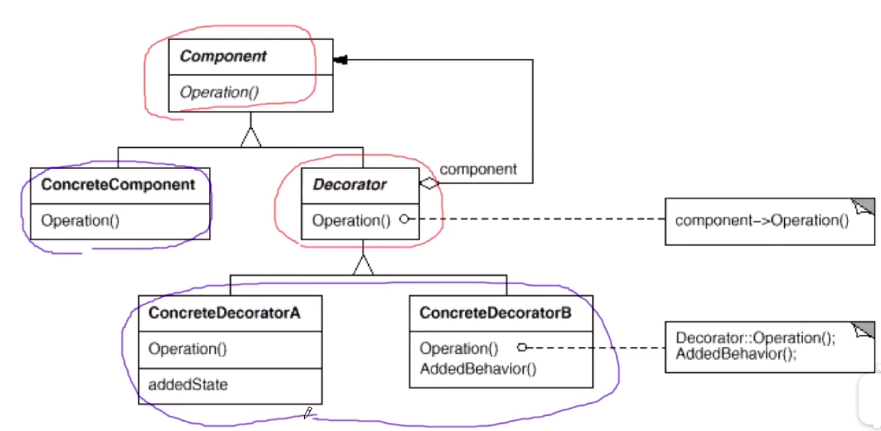 Component
Operation()
component
ConcreteComponent
Operation()
Decorator
Operation()
component–>Operation()
ConcreteDecoratorA
Operation()
addedState
ConcreteDecoratorB
Operation()
AddedBehavior()
Decorator::Operation();
AddedBehavior();